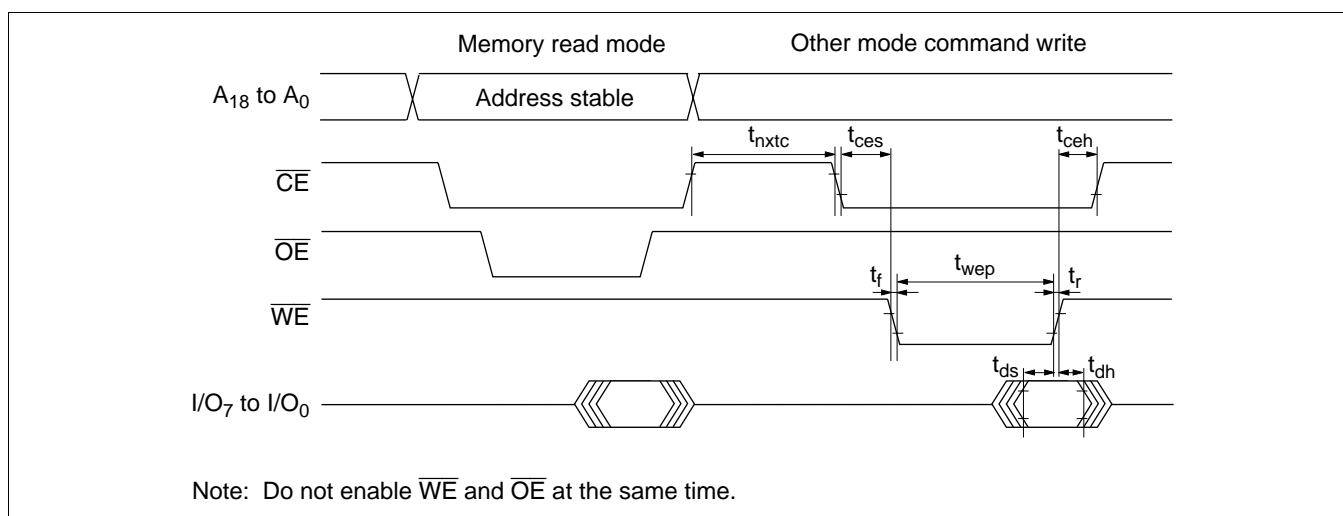 Memory read mode Other mode command write
A18 to A0 Address stable
tnxtc tces tceh
CE
OE
tf twep tr
WE
tds tdh
I/O7 to I/O0
Note: Do not enable WE and OE at the same time.